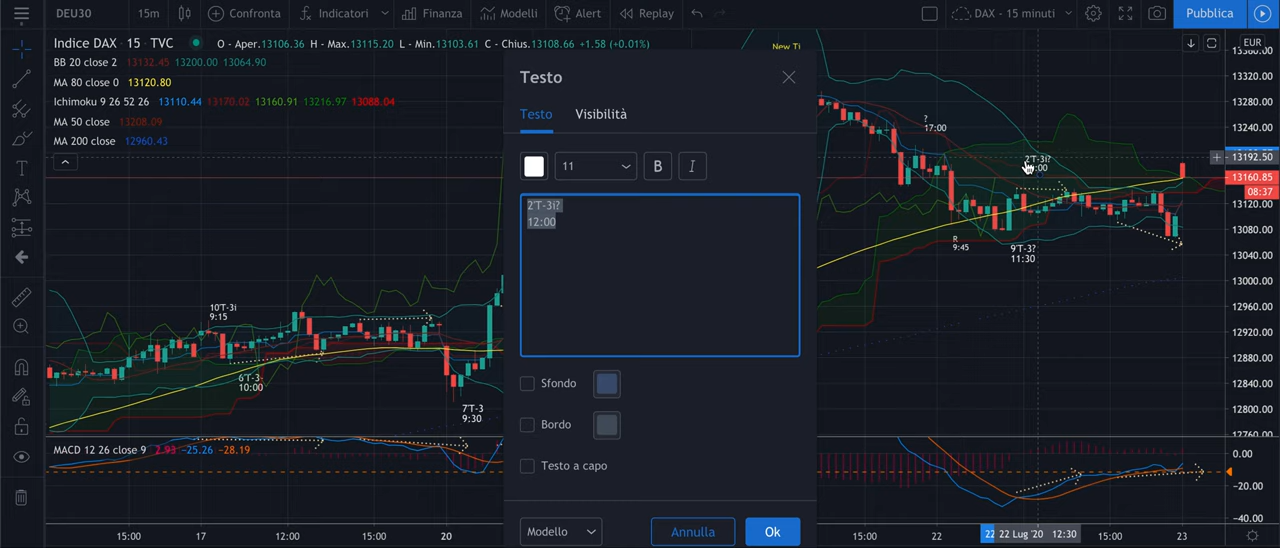 DEU30 15m Confronta Indicatori Finanza Modelli Alert Replay DAX - 15 minuti Pubblica
Indice DAX · 15 · TVC O - Aper.13106.36 H - Max.13115.20 L - Min.13103.61 C - Chius.13108.66 +1.58 (+0.01%)
BB 20 close 2 13132.45 13200.00 13064.90
MA 80 close 0 13120.80
Ichimoku 9 26 52 26 13110.44 13170.02 13160.91 13216.97 13088.04
MA 50 close 13208.09
MA 200 close 12960.43
New Ti
Testo
Testo Visibilità
11 B I
2'T-3i?
12:00
Sfondo
Bordo
Testo a capo
Modello Annulla Ok
10'T-3i
9:15
6'T-3
10:00
7'T-3
9:30
?
17:00
2'T-3i?
R
9:45
9'T-3?
11:30
EUR
13320.00
13280.00
13240.00
13192.50
13160.85
08:37
13120.00
13080.00
13040.00
13000.00
12960.00
12920.00
12880.00
12840.00
12800.00
12760.00
MACD 12 26 close 9 2.93 −25.26 −28.19
0.00
−20.00
−40.00
15:00 17 12:00 15:00 20 15:00 22 22 22 Lug '20 12:30 15:00 23